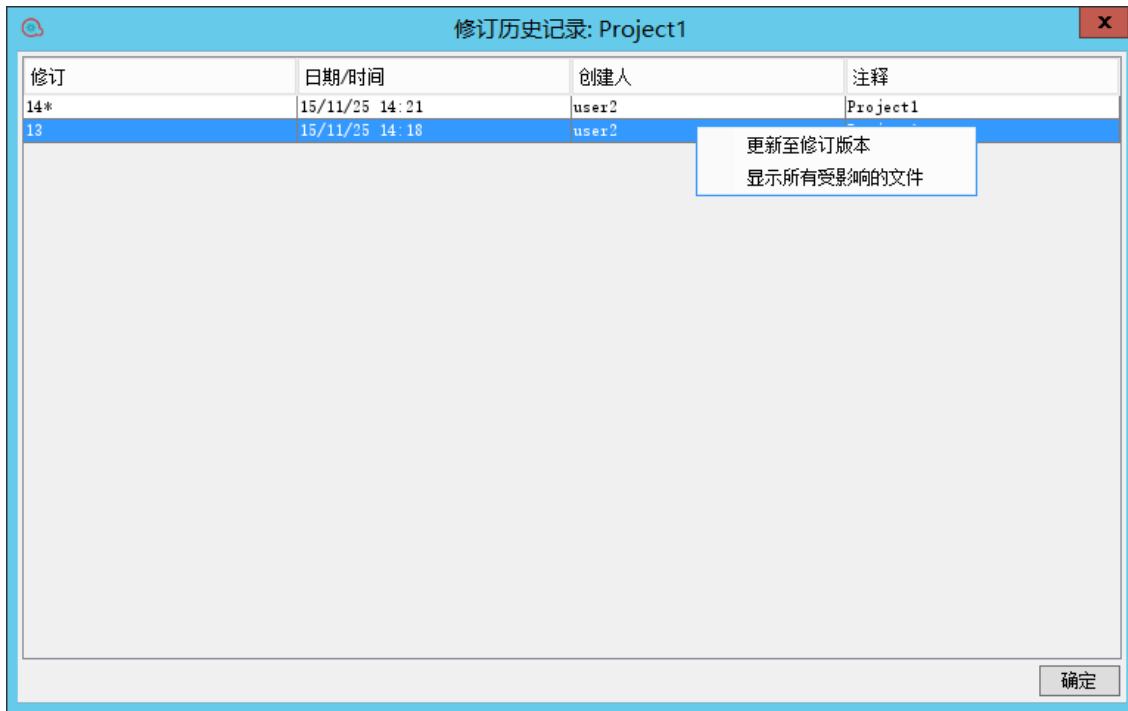 修订历史记录: Project1
x
修订 日期/时间 创建人 注释
14* 15/11/25 14:21 user2 Project1
13 15/11/25 14:18 user2
更新至修订版本
显示所有受影响的文件
确定